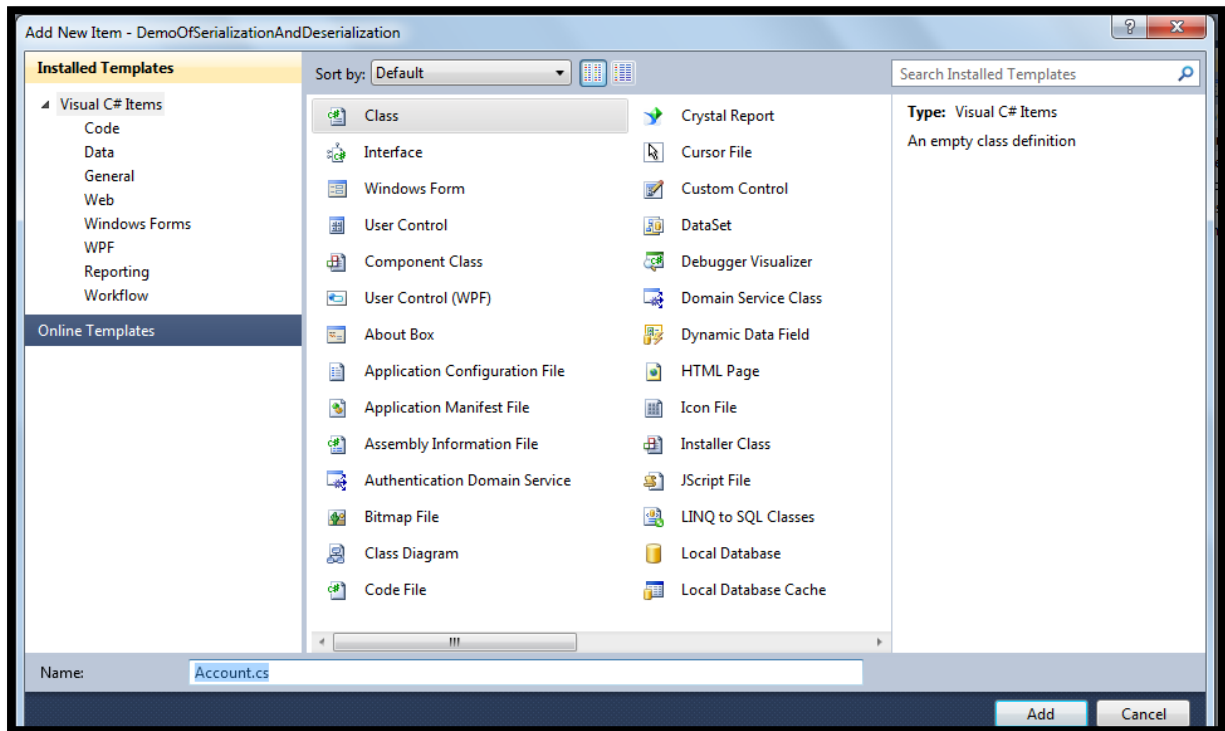 Add New Item - DemoOfSerializationAndDeserialization
Installed Templates
Visual C# Items
Code
Data
General
Web
Windows Forms
WPF
Reporting
Workflow
Online Templates
Sort by: Default
Class
Interface
Windows Form
User Control
Component Class
User Control (WPF)
About Box
Application Configuration File
Application Manifest File
Assembly Information File
Authentication Domain Service
Bitmap File
Class Diagram
Code File
Crystal Report
Cursor File
Custom Control
DataSet
Debugger Visualizer
Domain Service Class
Dynamic Data Field
HTML Page
Icon File
Installer Class
JScript File
LINQ to SQL Classes
Local Database
Local Database Cache
Search Installed Templates
Type: Visual C# Items
An empty class definition
Name: Account.cs
Add
Cancel